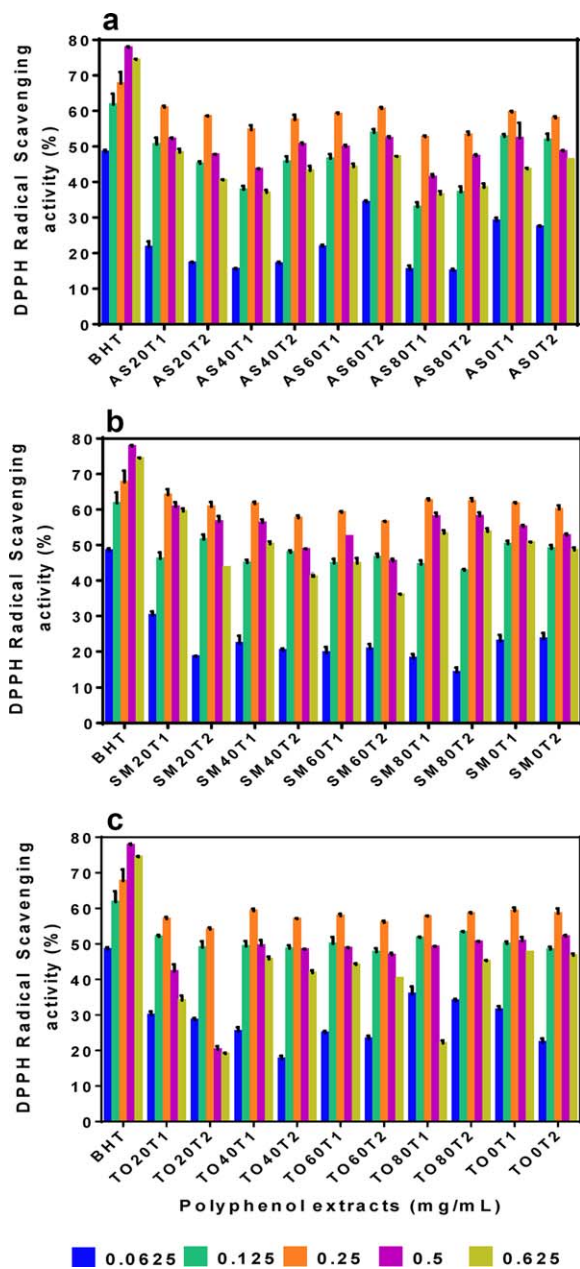 a
DPPH Radical Scavenging
activity (%)
80
70
60
50
40
30
20
10
0
BHT
AS20T1
AS20T2
AS40T1
AS40T2
AS60T1
AS60T2
AS80T1
AS80T2
AS0T1
AS0T2
b
DPPH Radical Scavenging
activity (%)
80
70
60
50
40
30
20
10
0
BHT
SM20T1
SM20T2
SM40T1
SM40T2
SM60T1
SM60T2
SM80T1
SM80T2
SM0T1
SM0T2
c
DPPH Radical Scavenging
activity (%)
80
70
60
50
40
30
20
10
0
BHT
TO20T1
TO20T2
TO40T1
TO40T2
TO60T1
TO60T2
TO80T1
TO80T2
TO0T1
TO0T2
Polyphenol extracts (mg/mL)
0.0625 0.125 0.25 0.5 0.625